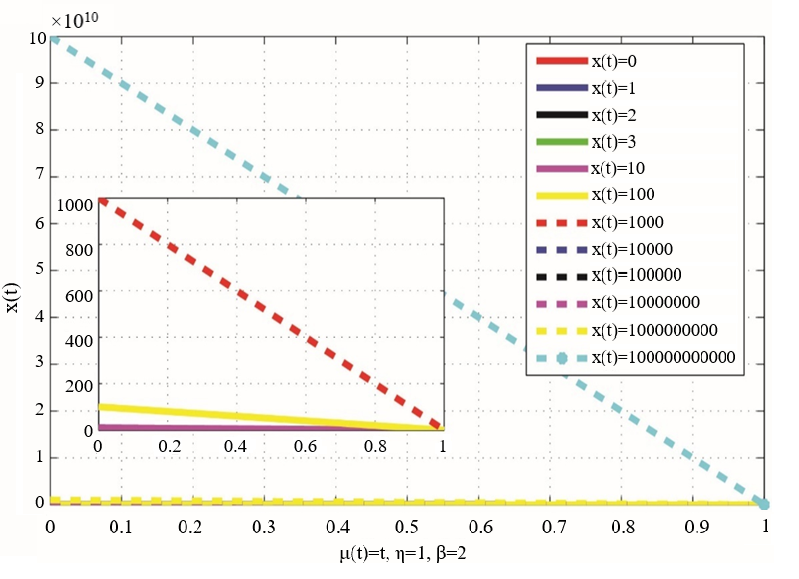 ×10¹⁰
10
9
8
7
6
5
4
3
2
1
0
x(t)
0 0.1 0.2 0.3 0.4 0.5 0.6 0.7 0.8 0.9 1
μ(t)=t, η=1, β=2
1000
800
600
400
200
0
0 0.2 0.4 0.6 0.8 1
x(t)=0
x(t)=1
x(t)=2
x(t)=3
x(t)=10
x(t)=100
x(t)=1000
x(t)=10000
x(t)=100000
x(t)=10000000
x(t)=1000000000
x(t)=100000000000